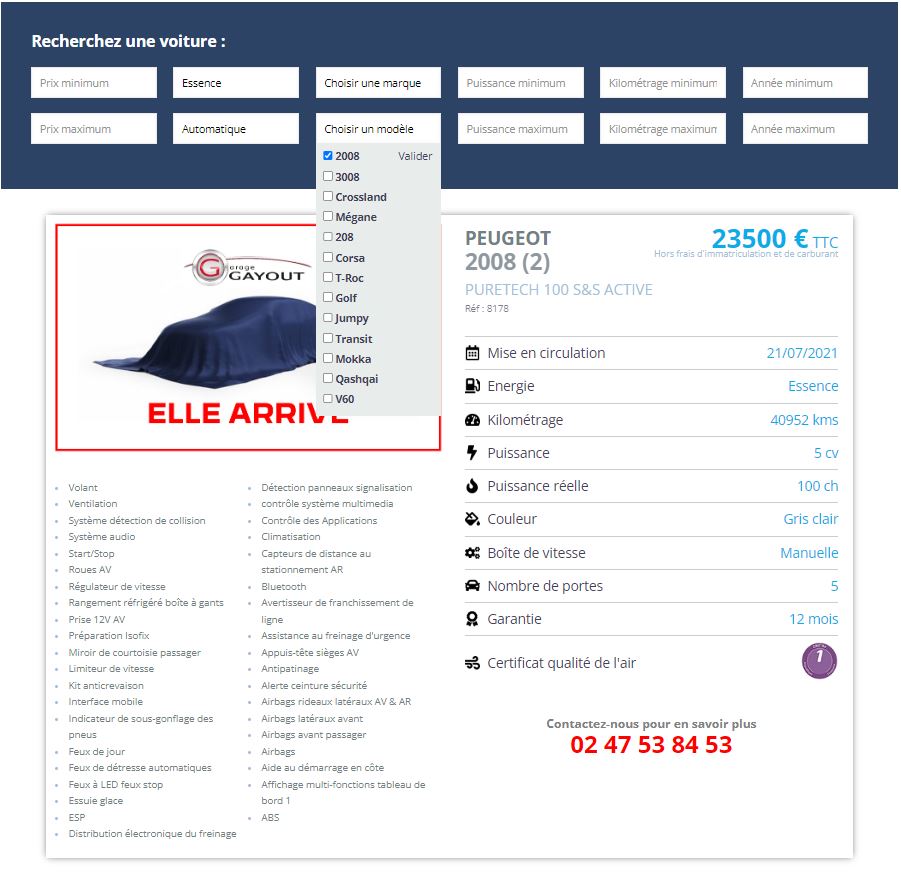 Recherchez une voiture :
Prix minimum
Essence
Choisir une marque
Puissance minimum
Kilométrage minimum
Année minimum
Prix maximum
Automatique
Choisir un modèle
Puissance maximum
Kilométrage maximum
Année maximum
2008 Valider
3008
Crossland
Mégane
208
Corsa
T-Roc
Golf
Jumpy
Transit
Mokka
Qashqai
V60
Garage
GAYOUT
ELLE ARRIVE
Volant
Ventilation
Système détection de collision
Système audio
Start/Stop
Roues AV
Régulateur de vitesse
Rangement réfrigéré boîte à gants
Prise 12V AV
Préparation Isofix
Miroir de courtoisie passager
Limiteur de vitesse
Kit anticrevaison
Interface mobile
Indicateur de sous-gonflage des
pneus
Feux de jour
Feux de détresse automatiques
Feux à LED feux stop
Essuie glace
ESP
Distribution électronique du freinage
Détection panneaux signalisation
contrôle système multimedia
Contrôle des Applications
Climatisation
Capteurs de distance au
stationnement AR
Bluetooth
Avertisseur de franchissement de
ligne
Assistance au freinage d'urgence
Appuis-tête sièges AV
Antipatinage
Alerte ceinture sécurité
Airbags rideaux latéraux AV & AR
Airbags latéraux avant
Airbags avant passager
Airbags
Aide au démarrage en côte
Affichage multi-fonctions tableau de
bord 1
ABS
PEUGEOT
2008 (2)
23500 € TTC
Hors frais d'immatriculation et de carburant
PURETECH 100 S&S ACTIVE
Réf : 8178
Mise en circulation 21/07/2021
Energie Essence
Kilométrage 40952 kms
Puissance 5 cv
Puissance réelle 100 ch
Couleur Gris clair
Boîte de vitesse Manuelle
Nombre de portes 5
Garantie 12 mois
Certificat qualité de l'air 1
Contactez-nous pour en savoir plus
02 47 53 84 53